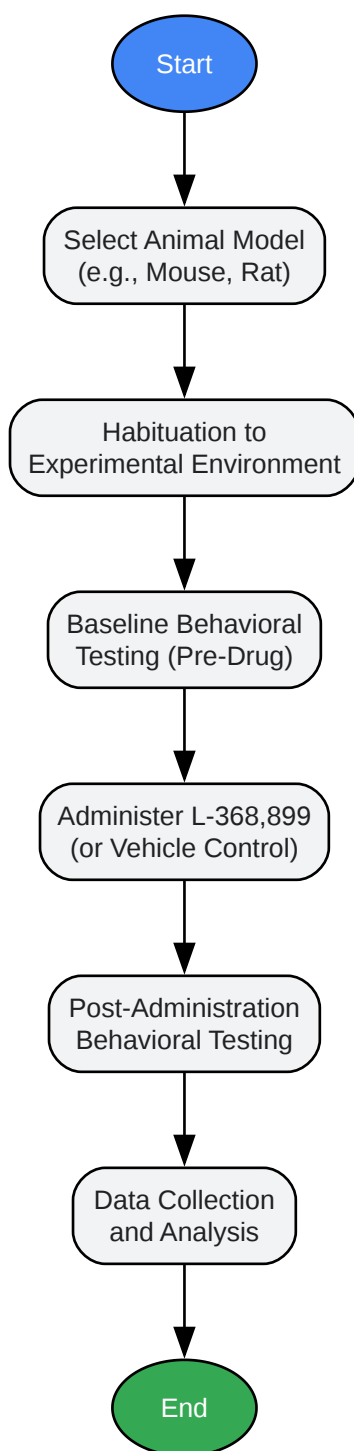 Start
Select Animal Model
(e.g., Mouse, Rat)
Habituation to
Experimental Environment
Baseline Behavioral
Testing (Pre-Drug)
Administer L-368,899
(or Vehicle Control)
Post-Administration
Behavioral Testing
Data Collection
and Analysis
End